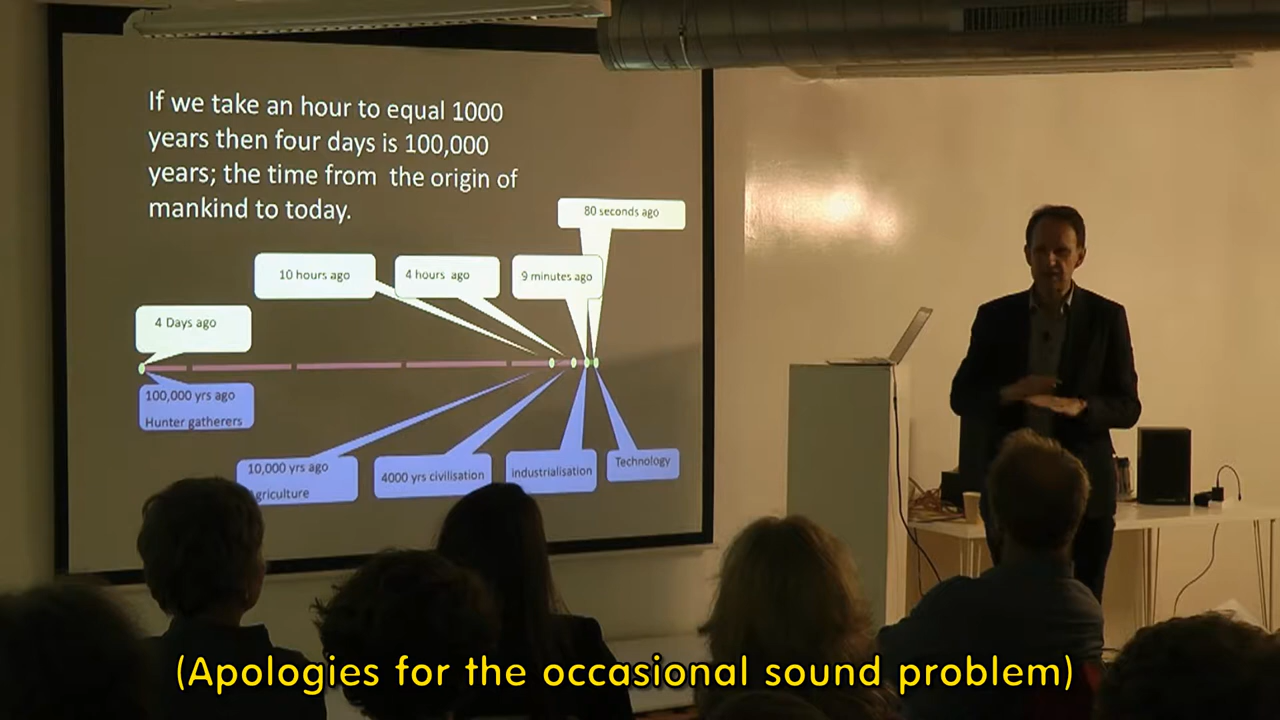 If we take an hour to equal 1000
years then four days is 100,000
years; the time from the origin of
mankind to today.
80 seconds ago
10 hours ago
4 hours ago
9 minutes ago
4 Days ago
100,000 yrs ago
Hunter gatherers
10,000 yrs ago
griculture
4000 yrs civilisation
industrialisation
Technology
(Apologies for the occasional sound problem)